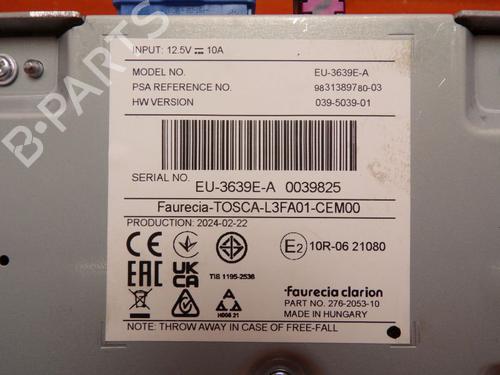 INPUT: 12.5V ⎓ 10A
MODEL NO. EU-3639E-A
PSA REFERENCE NO. 9831389780-03
HW VERSION 039-5039-01
SERIAL NO. EU-3639E-A 0039825
Faurecia-TOSCA-L3FA01-CEM00
PRODUCTION: 2024-02-22
CE
E2 10R-06 21080
EAC
UK CA
TIS 1195-2536
H006 21
faurecia clarion
PART NO. 276-2053-10
MADE IN HUNGARY
NOTE: THROW AWAY IN CASE OF FREE-FALL
B-PARTS